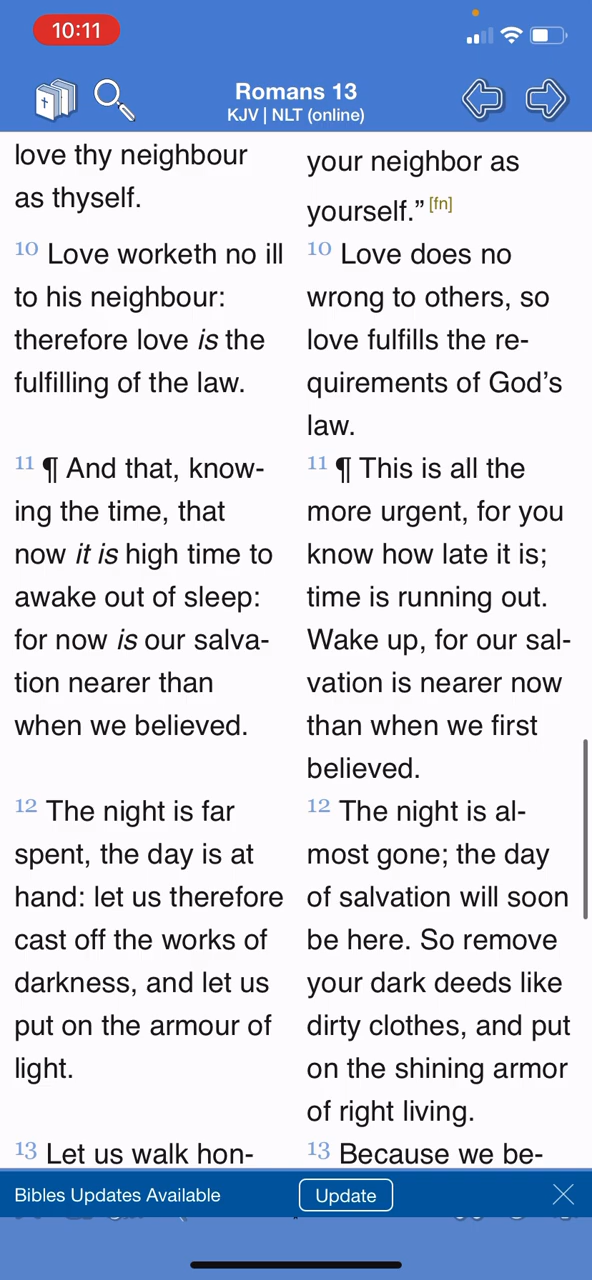 10:11
Romans 13
KJV | NLT (online)
love thy neighbour
as thyself.
10 Love worketh no ill
to his neighbour:
therefore love is the
fulfilling of the law.
11 ¶ And that, know-
ing the time, that
now it is high time to
awake out of sleep:
for now is our salva-
tion nearer than
when we believed.
12 The night is far
spent, the day is at
hand: let us therefore
cast off the works of
darkness, and let us
put on the armour of
light.
13 Let us walk hon-
your neighbor as
yourself.” [fn]
10 Love does no
wrong to others, so
love fulfills the re-
quirements of God’s
law.
11 ¶ This is all the
more urgent, for you
know how late it is;
time is running out.
Wake up, for our sal-
vation is nearer now
than when we first
believed.
12 The night is al-
most gone; the day
of salvation will soon
be here. So remove
your dark deeds like
dirty clothes, and put
on the shining armor
of right living.
13 Because we be-
Bibles Updates Available
Update